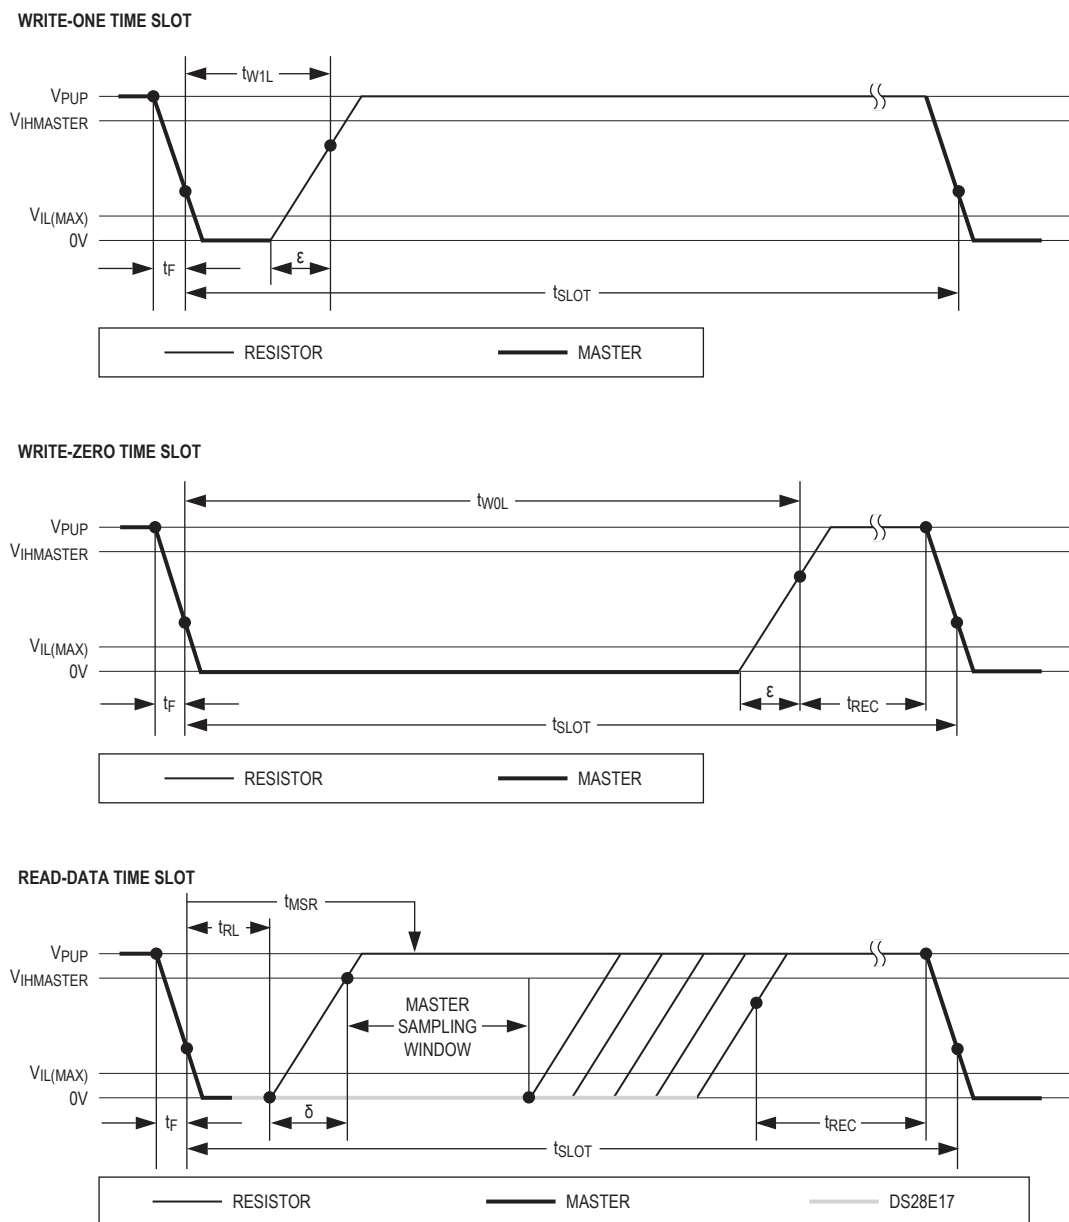 WRITE-ONE TIME SLOT
tW1L
VPUP
VIHMASTER
VIL(MAX)
0V
tF
ε
tSLOT
RESISTOR MASTER
WRITE-ZERO TIME SLOT
tW0L
VPUP
VIHMASTER
VIL(MAX)
0V
tF
ε
tREC
tSLOT
RESISTOR MASTER
READ-DATA TIME SLOT
tMSR
tRL
VPUP
VIHMASTER
MASTER
SAMPLING
WINDOW
VIL(MAX)
0V
tF
δ
tREC
tSLOT
RESISTOR MASTER DS28E17